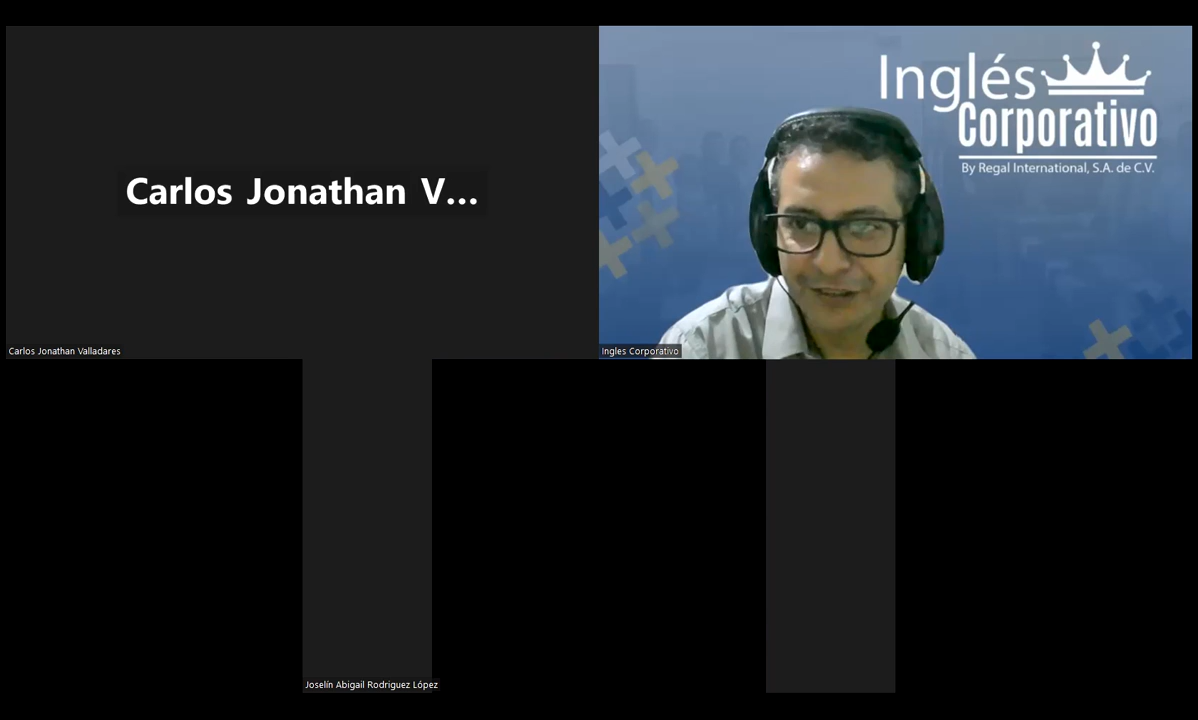 Carlos Jonathan V...
Carlos Jonathan Valladares
Inglés
Corporativo
By Regal International, S.A. de C.V.
Ingles Corporativo
Joselín Abigail Rodriguez López